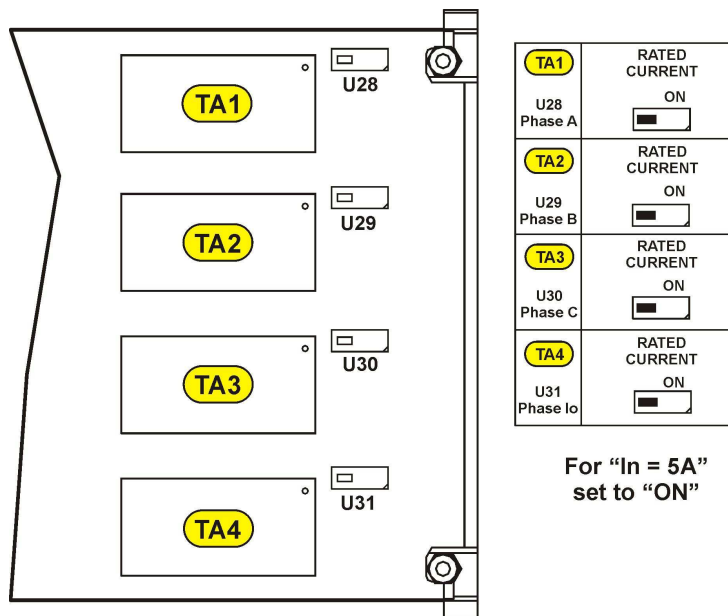 TA1
U28
TA2
U29
TA3
U30
TA4
U31
TA1
U28
Phase A
RATED
CURRENT
ON
TA2
U29
Phase B
RATED
CURRENT
ON
TA3
U30
Phase C
RATED
CURRENT
ON
TA4
U31
Phase Io
RATED
CURRENT
ON
For “In = 5A”
set to “ON”